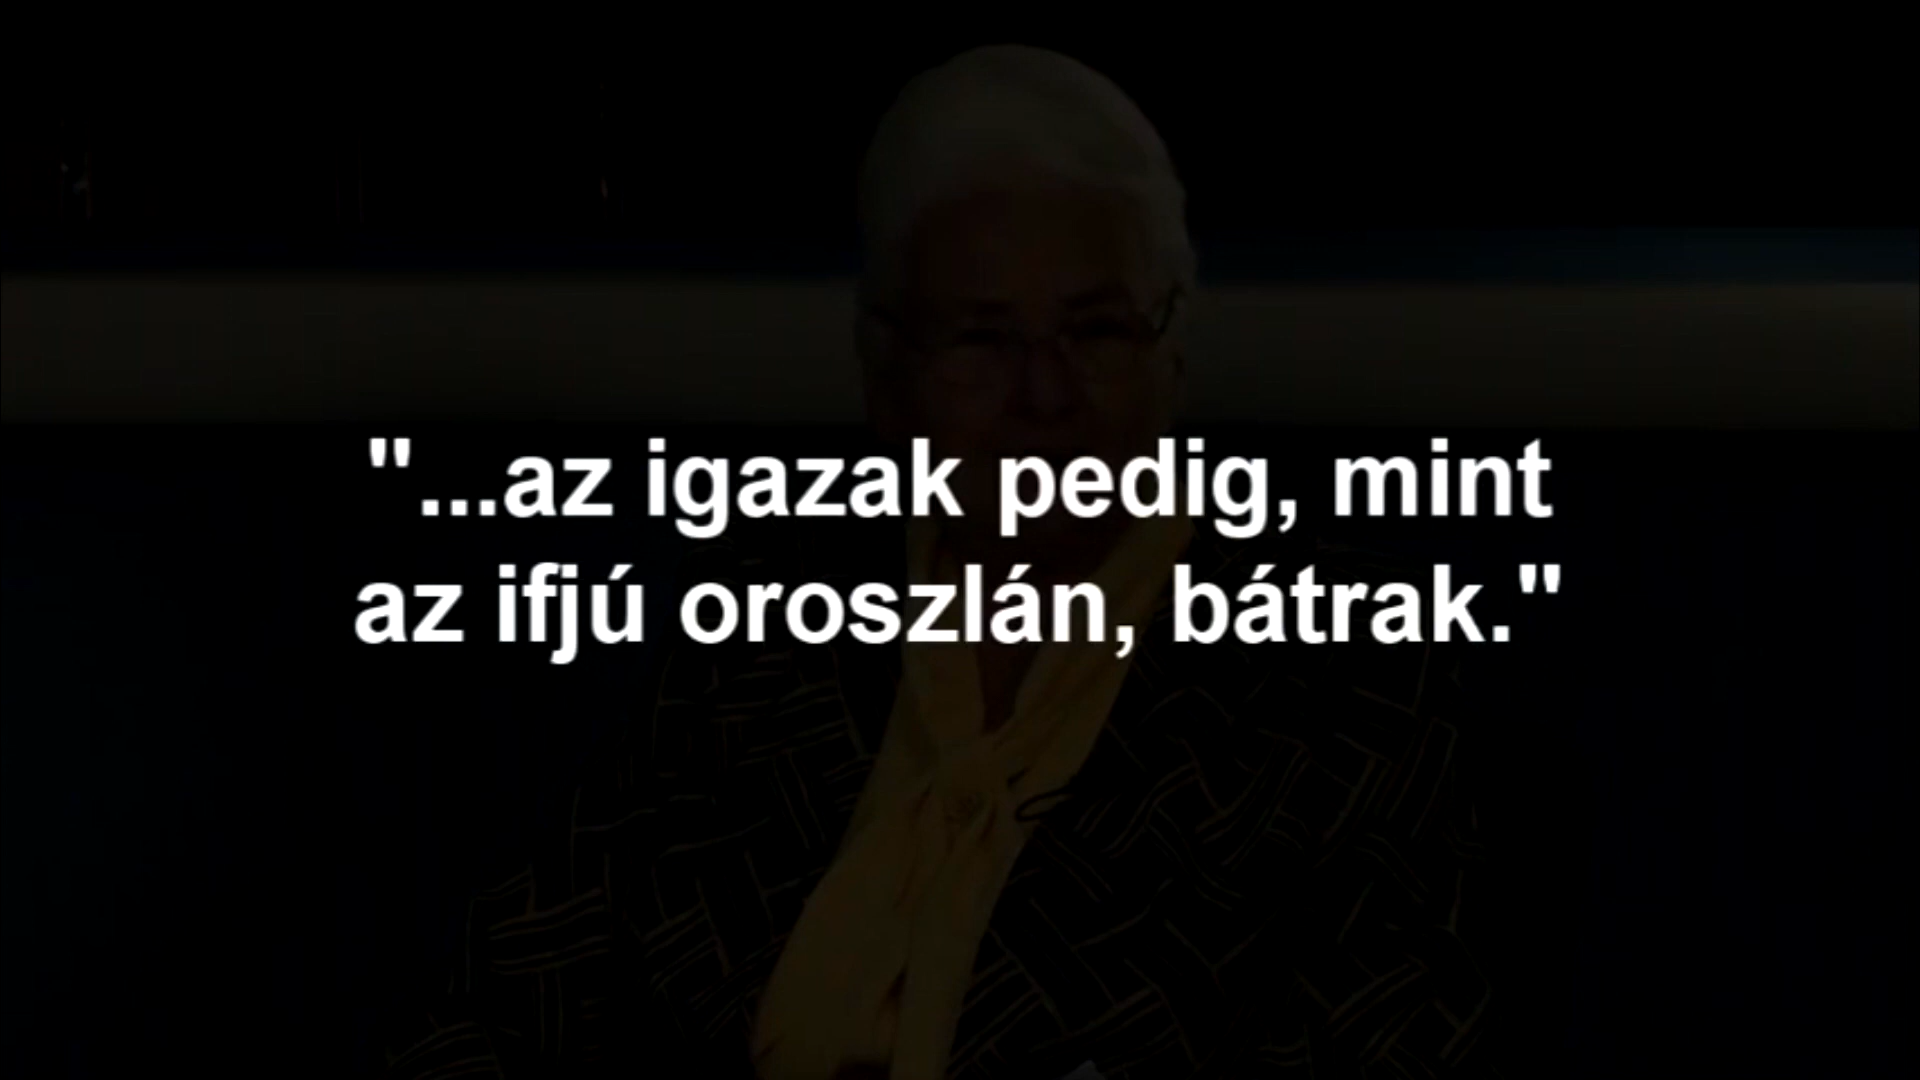 "...az igazak pedig, mint
az ifjú oroszlán, bátrak."